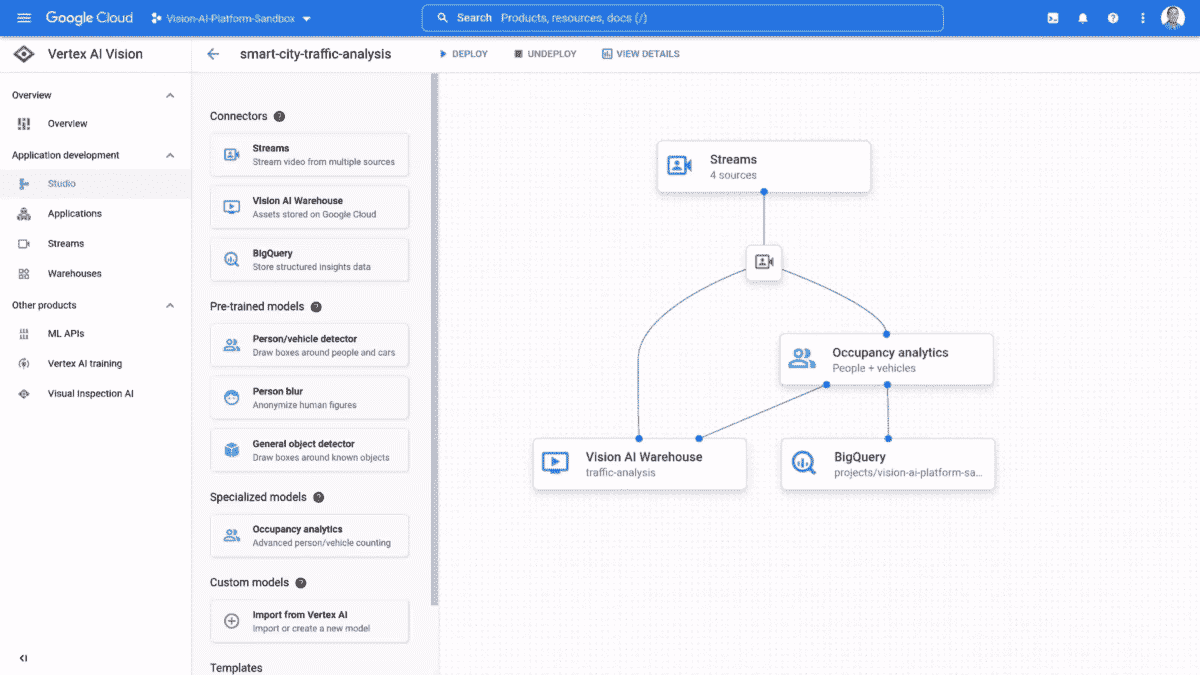 Google Cloud
Vision-AI-Platform-Sandbox
Search Products, resources, docs (/)
Vertex AI Vision
smart-city-traffic-analysis
DEPLOY
UNDEPLOY
VIEW DETAILS
Overview
Overview
Application development
Studio
Applications
Streams
Warehouses
Other products
ML APIs
Vertex AI training
Visual Inspection AI
Connectors
Streams
Stream video from multiple sources
Vision AI Warehouse
Assets stored on Google Cloud
BigQuery
Store structured insights data
Pre-trained models
Person/vehicle detector
Draw boxes around people and cars
Person blur
Anonymize human figures
General object detector
Draw boxes around known objects
Specialized models
Occupancy analytics
Advanced person/vehicle counting
Custom models
Import from Vertex AI
Import or create a new model
Templates
Streams
4 sources
Occupancy analytics
People + vehicles
Vision AI Warehouse
traffic-analysis
BigQuery
projects/vision-ai-platform-sa...